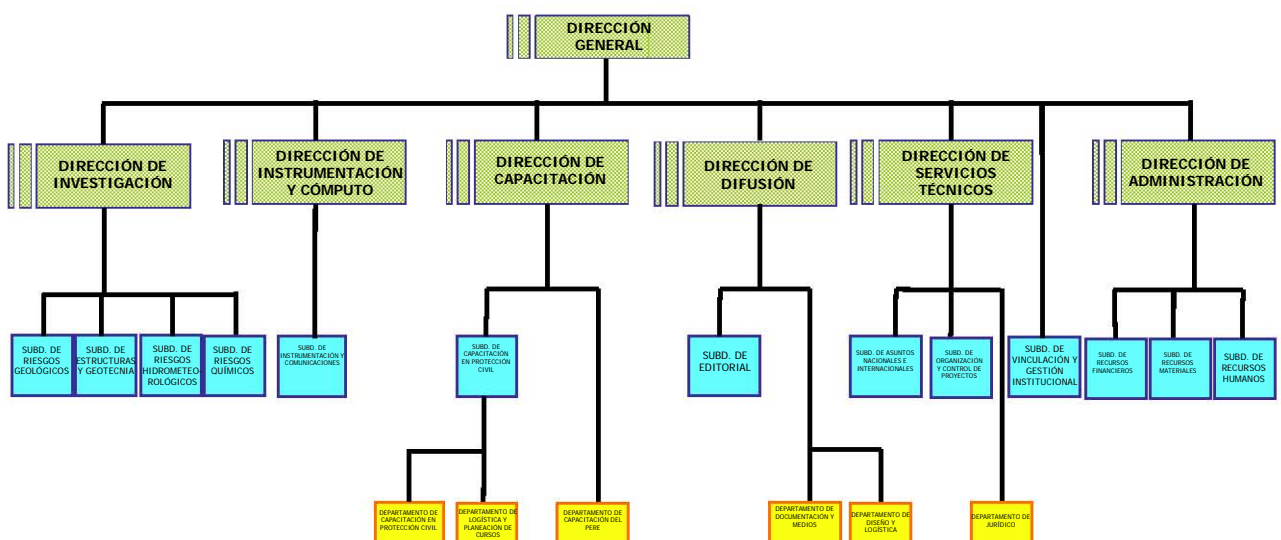 DIRECCIÓN
GENERAL
DIRECCIÓN DE
INVESTIGACIÓN
DIRECCIÓN DE
INSTRUMENTACIÓN
Y CÓMPUTO
DIRECCIÓN DE
CAPACITACIÓN
DIRECCIÓN DE
DIFUSIÓN
DIRECCIÓN DE
SERVICIOS
TÉCNICOS
DIRECCIÓN DE
ADMINISTRACIÓN
SUBD. DE
RIESGOS
GEOLÓGICOS
SUBD. DE
ESTRUCTURAS
Y GEOTECNIA
SUBD. DE
RIESGOS
HIDROMETEO-
ROLÓGICOS
SUBD. DE
RIESGOS
QUÍMICOS
SUBD. DE
INSTRUMENTACIÓN Y
COMUNICACIONES
SUBD. DE
CAPACITACIÓN
EN PROTECCIÓN
CIVIL
SUBD. DE
EDITORIAL
SUBD. DE ASUNTOS
NACIONALES E
INTERNACIONALES
SUBD. DE
ORGANIZACIÓN
Y CONTROL DE
PROYECTOS
SUBD. DE
VINCULACIÓN Y
GESTIÓN
INSTITUCIONAL
SUBD. DE
RECURSOS
FINANCIEROS
SUBD. DE
RECURSOS
MATERIALES
SUBD. DE
RECURSOS
HUMANOS
DEPARTAMENTO DE
CAPACITACIÓN EN
PROTECCIÓN CIVIL
DEPARTAMENTO DE
LOGÍSTICA Y
PLANEACIÓN DE
CURSOS
DEPARTAMENTO DE
CAPACITACIÓN DEL
PERE
DEPARTAMENTO DE
DOCUMENTACIÓN Y
MEDIOS
DEPARTAMENTO DE
DISEÑO Y
LOGÍSTICA
DEPARTAMENTO DE
JURÍDICO